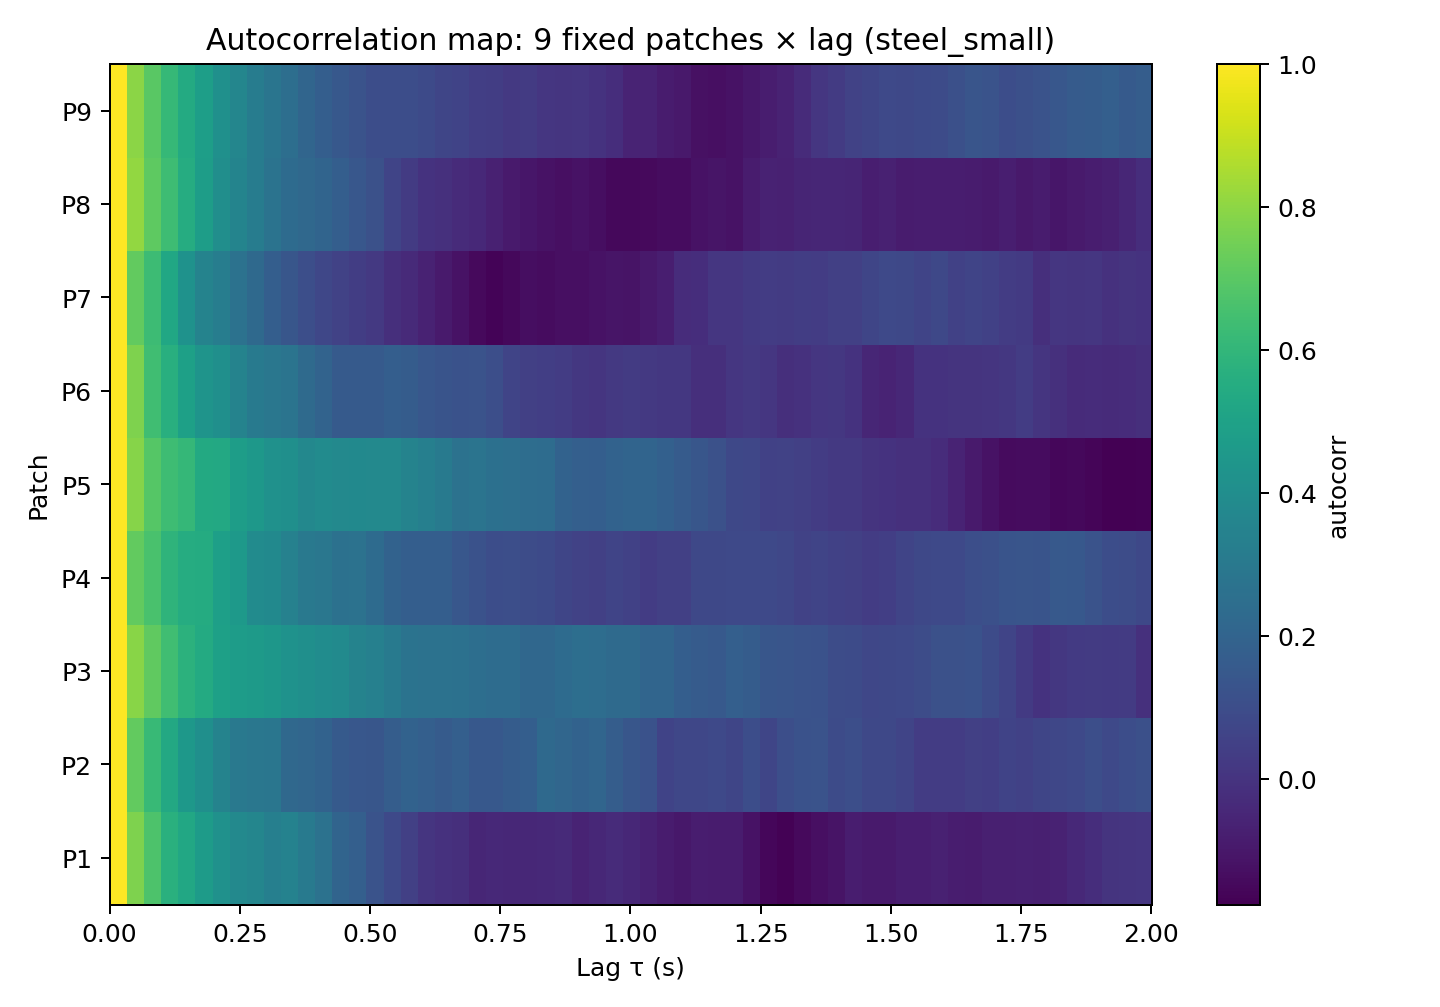 Autocorrelation map: 9 fixed patches × lag (steel_small)
P9
P8
P7
P6
P5
P4
P3
P2
P1
Patch
0.00 0.25 0.50 0.75 1.00 1.25 1.50 1.75 2.00
Lag τ (s)
1.0
0.8
0.6
0.4
0.2
0.0
autocorr